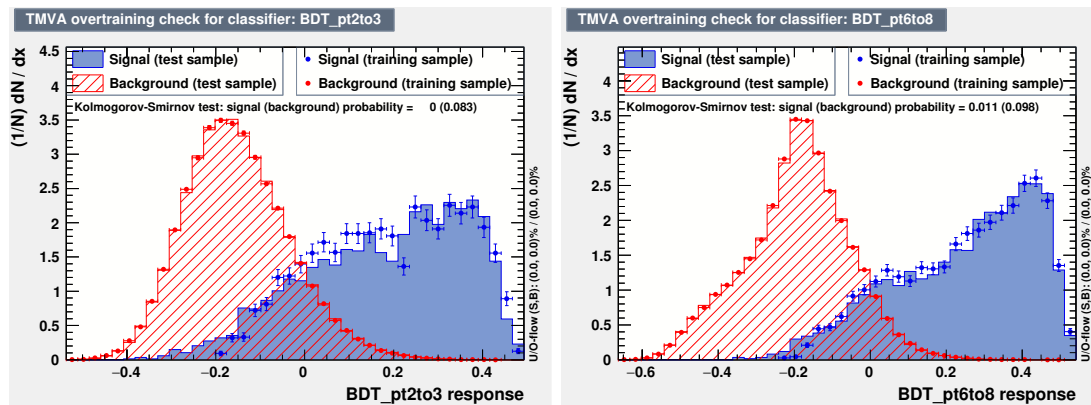 TMVA overtraining check for classifier: BDT_pt2to3
(1/N) dN / dx
4.5
4
3.5
3
2.5
2
1.5
1
0.5
0
Signal (test sample)
Background (test sample)
Signal (training sample)
Background (training sample)
Kolmogorov-Smirnov test: signal (background) probability = 0 (0.083)
U/O-flow (S,B): (0.0, 0.0)% / (0.0, 0.0)%
−0.4 −0.2 0 0.2 0.4
BDT_pt2to3 response
TMVA overtraining check for classifier: BDT_pt6to8
(1/N) dN / dx
4
3.5
3
2.5
2
1.5
1
0.5
0
Signal (test sample)
Background (test sample)
Signal (training sample)
Background (training sample)
Kolmogorov-Smirnov test: signal (background) probability = 0.011 (0.098)
U/O-flow (S,B): (0.0, 0.0)% / (0.0, 0.0)%
−0.6 −0.4 −0.2 0 0.2 0.4
BDT_pt6to8 response